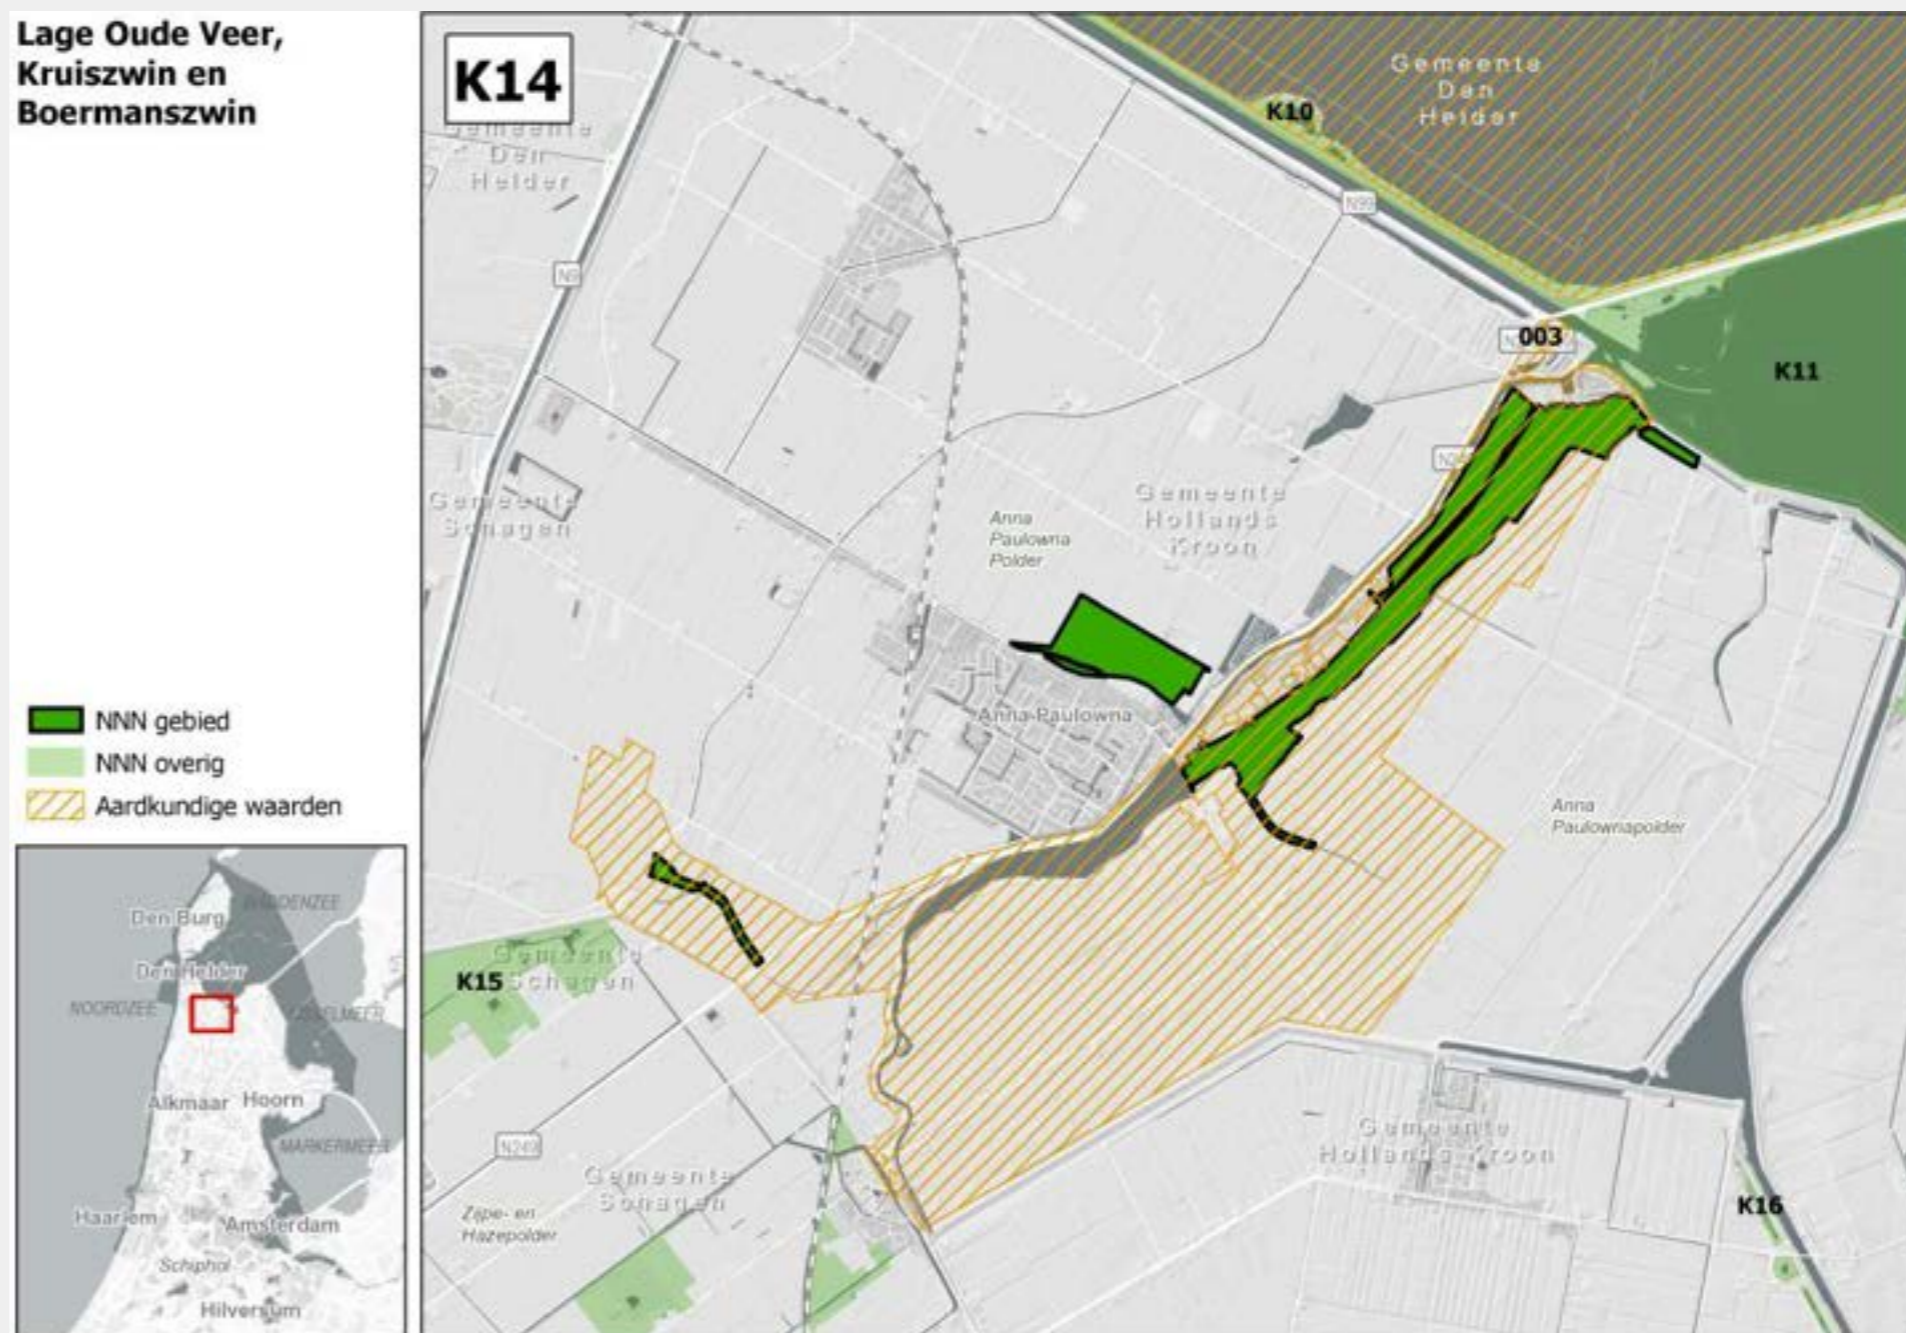 Lage Oude Veer,
Kruiszwin en
Boermanszwin
K14
Gemeente
Den
Helder
Gemeente
Den
Helder
K10
N99
N9
003
K11
Gemeente
Schagen
Anna
Paulowna
Polder
Gemeente
Hollands
Kroon
Anna-Paulowna
Anna
Paulownapolder
NNN gebied
NNN overig
Aardkundige waarden
K15
Gemeente
Schagen
N249
Gemeente
Schagen
Zijpe- en
Hazepolder
Gemeente
Hollands Kroon
K16
Den Burg
WADDENZEE
Den Helder
NOORDZEE
IJSSELMEER
Alkmaar
Hoorn
MARKERMEER
Haarlem
Amsterdam
Schiphol
Hilversum